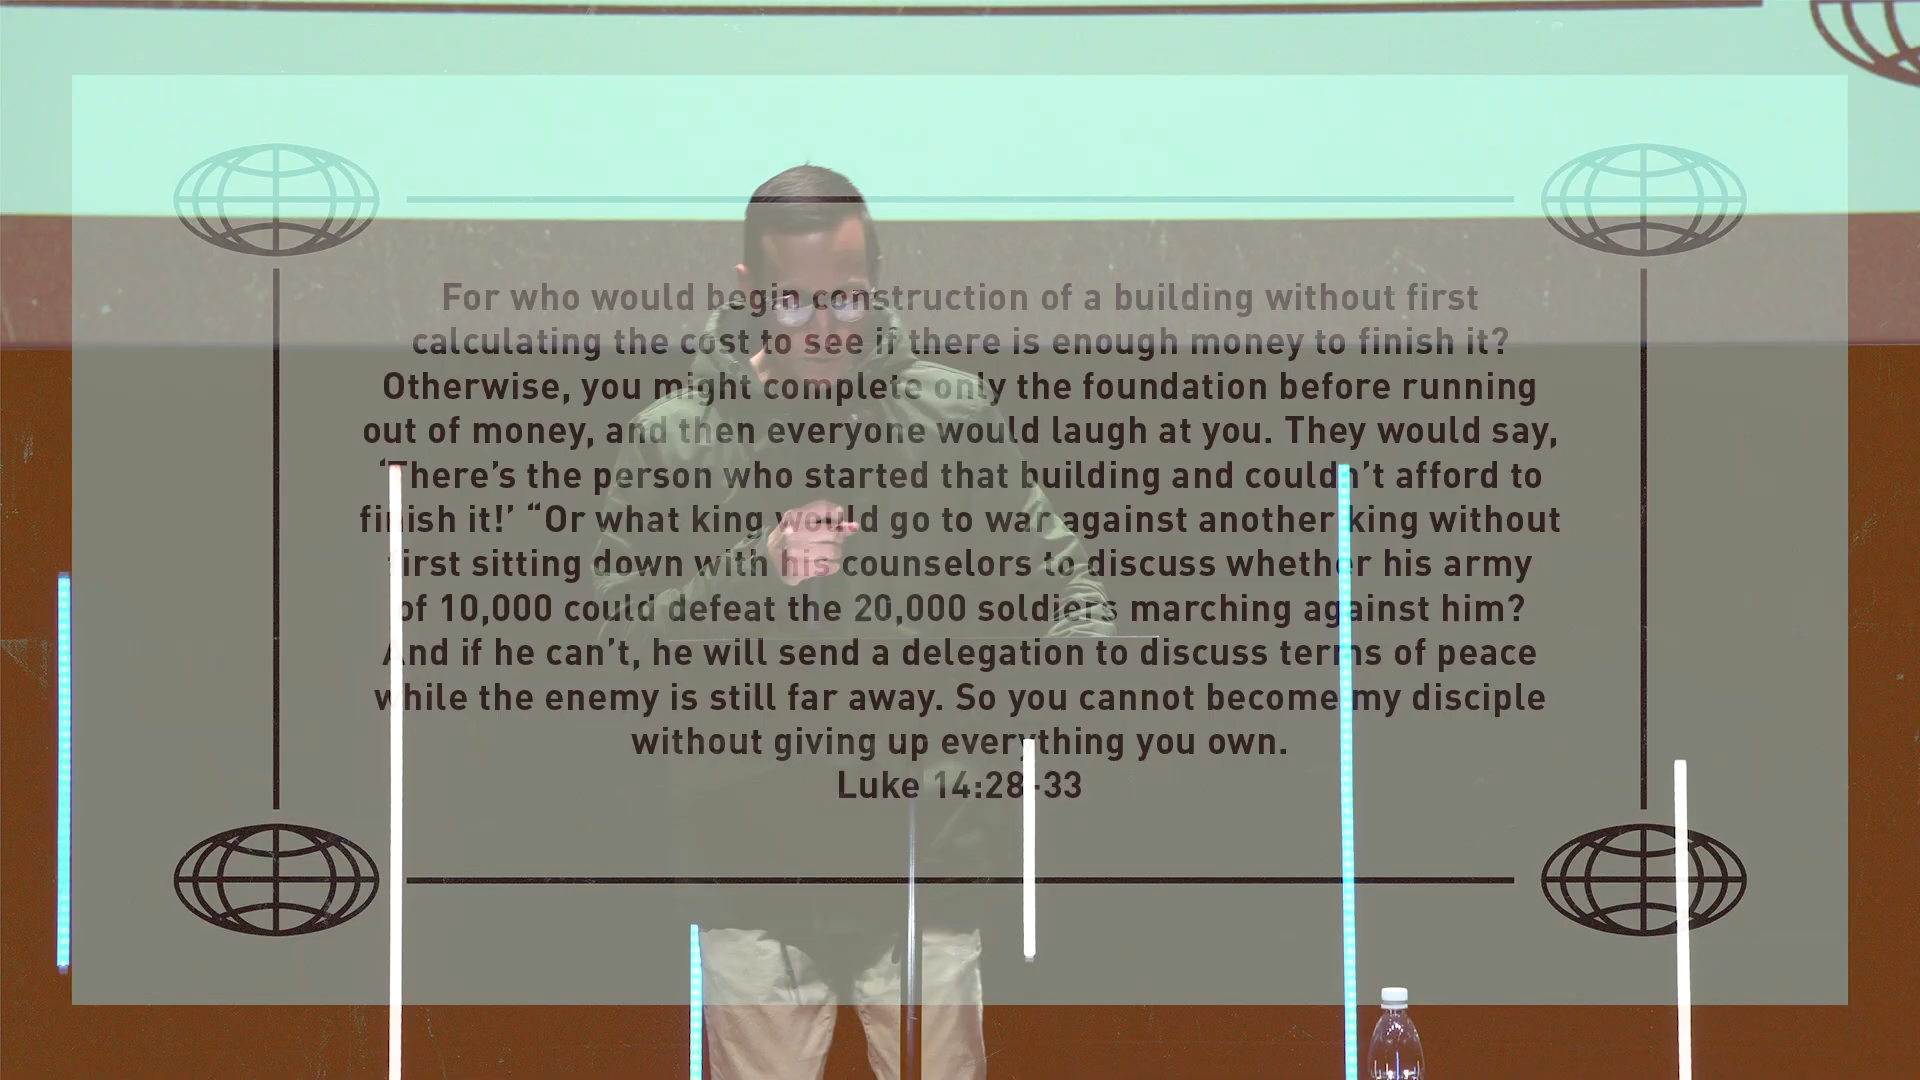 For who would begin construction of a building without first
calculating the cost to see if there is enough money to finish it?
Otherwise, you might complete only the foundation before running
out of money, and then everyone would laugh at you. They would say,
‘There’s the person who started that building and couldn’t afford to
finish it!’ “Or what king would go to war against another king without
first sitting down with his counselors to discuss whether his army
of 10,000 could defeat the 20,000 soldiers marching against him?
And if he can’t, he will send a delegation to discuss terms of peace
while the enemy is still far away. So you cannot become my disciple
without giving up everything you own.
Luke 14:28-33